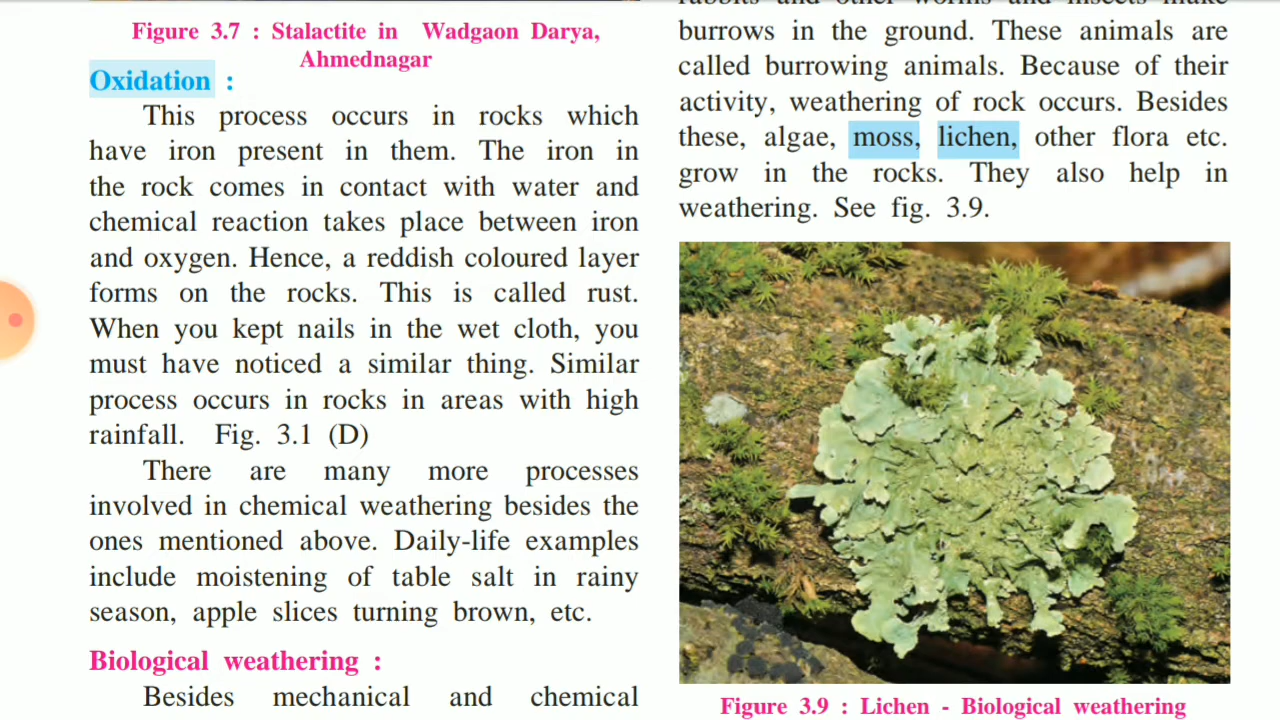 Figure 3.7 : Stalactite in Wadgaon Darya,
Ahmednagar
Oxidation :
This process occurs in rocks which
have iron present in them. The iron in
the rock comes in contact with water and
chemical reaction takes place between iron
and oxygen. Hence, a reddish coloured layer
forms on the rocks. This is called rust.
When you kept nails in the wet cloth, you
must have noticed a similar thing. Similar
process occurs in rocks in areas with high
rainfall. Fig. 3.1 (D)
There are many more processes
involved in chemical weathering besides the
ones mentioned above. Daily-life examples
include moistening of table salt in rainy
season, apple slices turning brown, etc.
Biological weathering :
Besides mechanical and chemical
rabbits and other worms and insects make
burrows in the ground. These animals are
called burrowing animals. Because of their
activity, weathering of rock occurs. Besides
these, algae, moss, lichen, other flora etc.
grow in the rocks. They also help in
weathering. See fig. 3.9.
Figure 3.9 : Lichen - Biological weathering